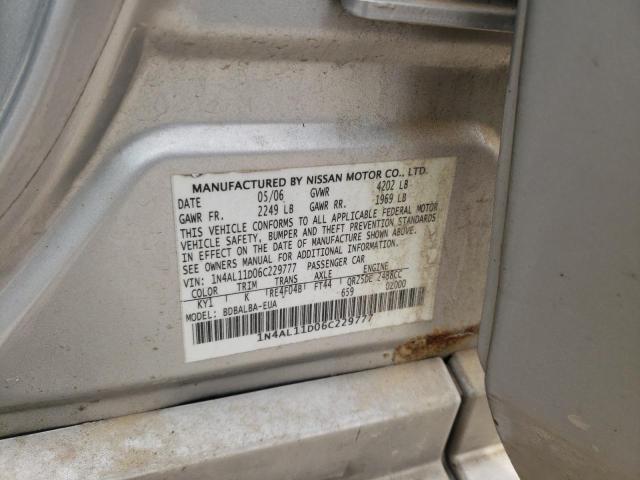 MANUFACTURED BY NISSAN MOTOR CO., LTD.
DATE 05/06 GVWR 4202 LB
GAWR FR. 2249 LB GAWR RR. 1969 LB
THIS VEHICLE CONFORMS TO ALL APPLICABLE FEDERAL MOTOR
VEHICLE SAFETY, BUMPER AND THEFT PREVENTION STANDARDS
IN EFFECT ON THE DATE OF MANUFACTURE SHOWN ABOVE.
SEE OWNERS MANUAL FOR ADDITIONAL INFORMATION.
VIN: 1N4AL11D06C229777 PASSENGER CAR
COLOR TRIM TRANS AXLE ENGINE
KY1 K RE4F04B FT44 QR25DE 2488CC
MODEL: BDBALBA-EUA 659 02000
1N4AL11D06C229777